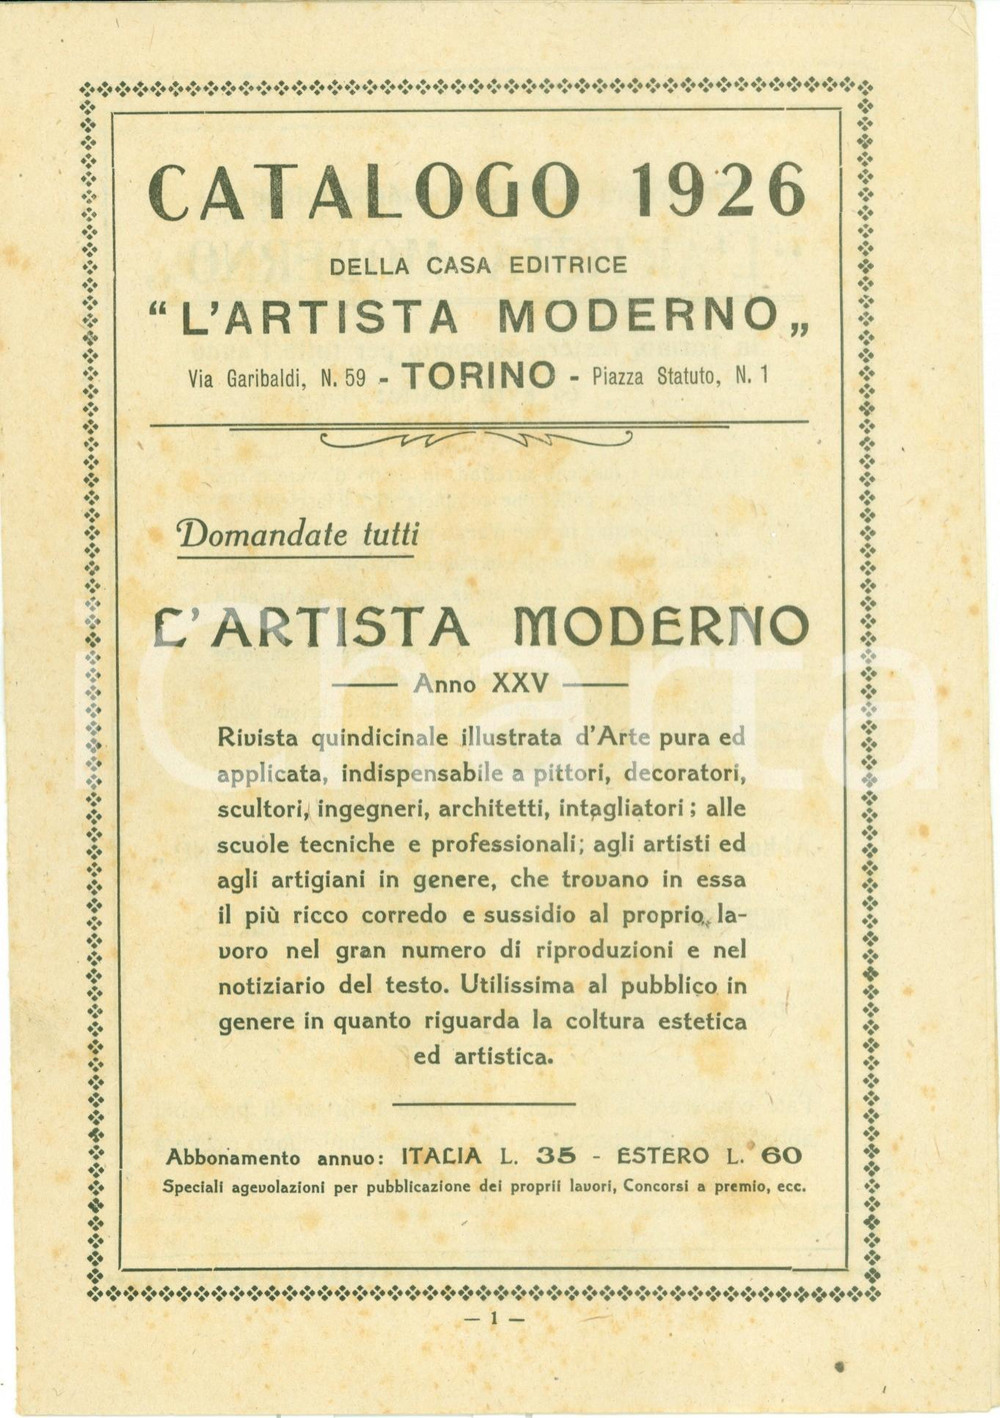 CATALOGO 1926
DELLA CASA EDITRICE
“L'ARTISTA MODERNO„
Via Garibaldi, N. 59 - TORINO - Piazza Statuto, N. 1
Domandate tutti
L'ARTISTA MODERNO
Anno XXV
Rivista quindicinale illustrata d'Arte pura ed
applicata, indispensabile a pittori, decoratori,
scultori, ingegneri, architetti, intagliatori; alle
scuole tecniche e professionali; agli artisti ed
agli artigiani in genere, che trovano in essa
il più ricco corredo e sussidio al proprio la-
voro nel gran numero di riproduzioni e nel
notiziario del testo. Utilissima al pubblico in
genere in quanto riguarda la coltura estetica
ed artistica.
Abbonamento annuo: ITALIA L. 35 - ESTERO L. 60
Speciali agevolazioni per pubblicazione dei proprii lavori, Concorsi a premio, ecc.
— 1 —